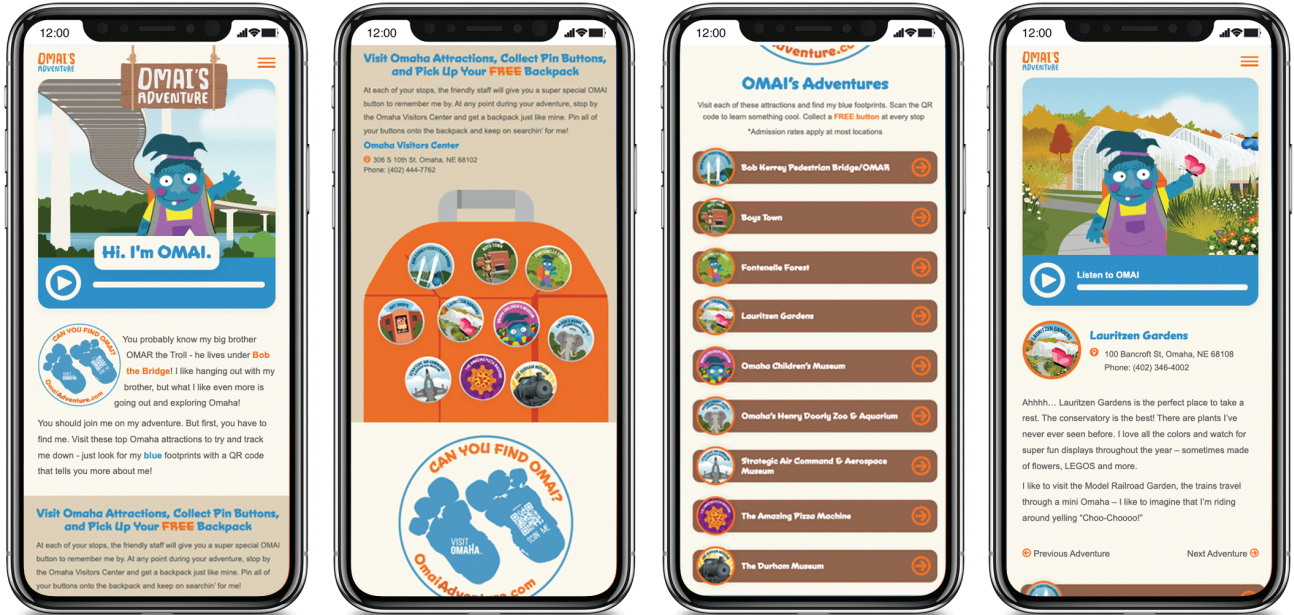 12:00
OMAI'S
ADVENTURE
OMAI'S
ADVENTURE
Hi. I'm OMAI.
CAN YOU FIND OMAI?
VISIT
OMAHA.
OmaiAdventure.com
You probably know my big brother
OMAR the Troll - he lives under Bob
the Bridge! I like hanging out with my
brother, but what I like even more is
going out and exploring Omaha!
You should join me on my adventure. But first, you have to
find me. Visit these top Omaha attractions to try and track
me down - just look for my blue footprints with a QR code
that tells you more about me!
Visit Omaha Attractions, Collect Pin Buttons,
and Pick Up Your FREE Backpack
At each of your stops, the friendly staff will give you a super special OMAI
button to remember me by. At any point during your adventure, stop by
the Omaha Visitors Center and get a backpack just like mine. Pin all of
your buttons onto the backpack and keep on searchin' for me!
12:00
Visit Omaha Attractions, Collect Pin Buttons,
and Pick Up Your FREE Backpack
At each of your stops, the friendly staff will give you a super special OMAI
button to remember me by. At any point during your adventure, stop by
the Omaha Visitors Center and get a backpack just like mine. Pin all of
your buttons onto the backpack and keep on searchin' for me!
Omaha Visitors Center
306 S 10th St. Omaha, NE 68102
Phone: (402) 444-7762
BOYS TOWN
FONTENELLE FOREST
LAURITZEN GARDENS
THE DURHAM MUSEUM
CAN YOU FIND OMAI?
VISIT
OMAHA.
SCAN ME
OmaiAdventure.com
12:00
Adventure.co
OMAI's Adventures
Visit each of these attractions and find my blue footprints. Scan the QR
code to learn something cool. Collect a FREE button at every stop
*Admission rates apply at most locations
Bob Kerrey Pedestrian Bridge/OMAR
Boys Town
Fontenelle Forest
Lauritzen Gardens
Omaha Children's Museum
Omaha's Henry Doorly Zoo & Aquarium
Strategic Air Command & Aerospace
Museum
The Amazing Pizza Machine
The Durham Museum
12:00
OMAI'S
ADVENTURE
Listen to OMAI
LAURITZEN GARDENS
Lauritzen Gardens
100 Bancroft St, Omaha, NE 68108
Phone: (402) 346-4002
Ahhhh… Lauritzen Gardens is the perfect place to take a
rest. The conservatory is the best! There are plants I've
never ever seen before. I love all the colors and watch for
super fun displays throughout the year – sometimes made
of flowers, LEGOS and more.
I like to visit the Model Railroad Garden, the trains travel
through a mini Omaha – I like to imagine that I'm riding
around yelling "Choo-Choooo!"
Previous Adventure
Next Adventure